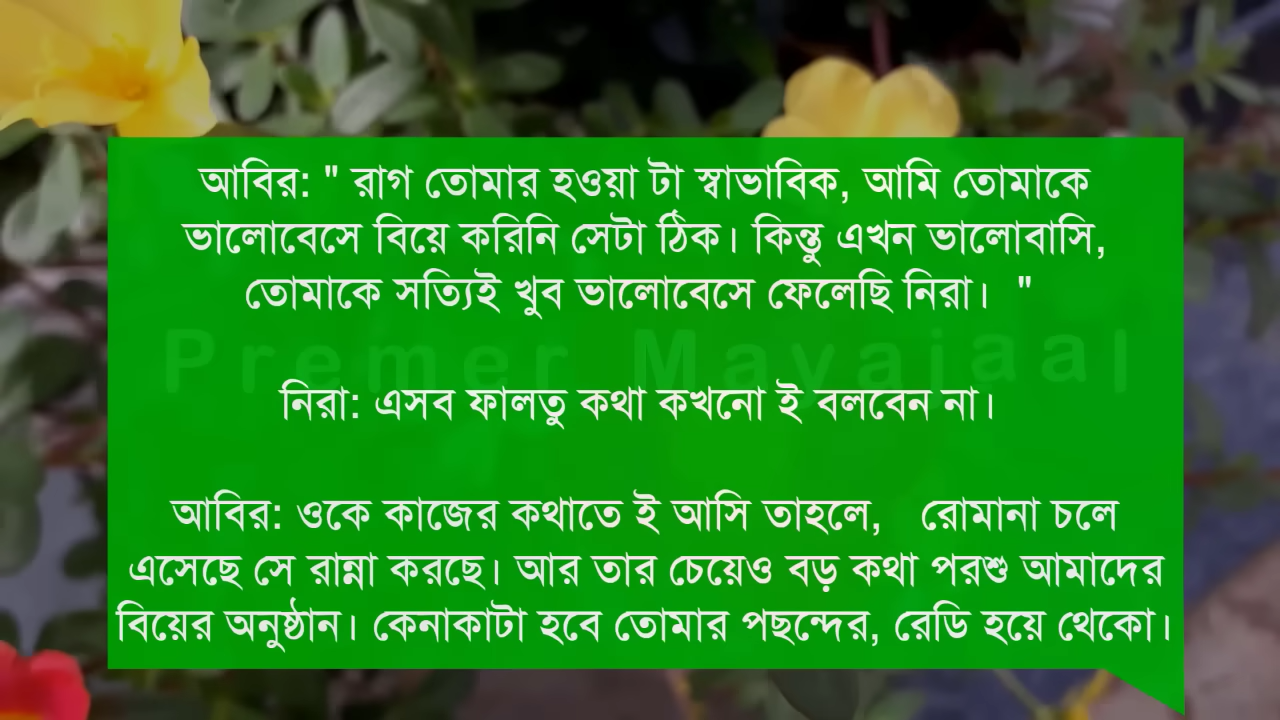 আবির: " রাগ তোমার হওয়া টা স্বাভাবিক, আমি তোমাকে
ভালোবেসে বিয়ে করিনি সেটা ঠিক। কিন্তু এখন ভালোবাসি,
তোমাকে সত্যিই খুব ভালোবেসে ফেলেছি নিরা। "
Premer Mayajaal
নিরা: এসব ফালতু কথা কখনো ই বলবেন না।
আবির: ওকে কাজের কথাতে ই আসি তাহলে, রোমানা চলে
এসেছে সে রান্না করছে। আর তার চেয়েও বড় কথা পরশু আমাদের
বিয়ের অনুষ্ঠান। কেনাকাটা হবে তোমার পছন্দের, রেডি হয়ে থেকো।